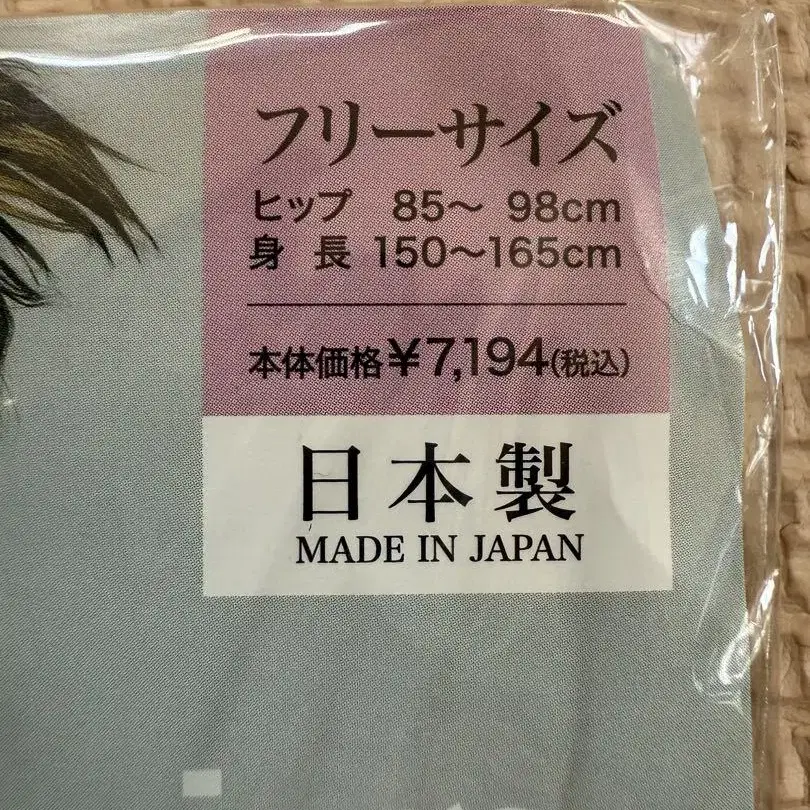 フリーサイズ
ヒップ 85〜 98cm
身長 150〜165cm
本体価格¥7,194(税込)
日本製
MADE IN JAPAN